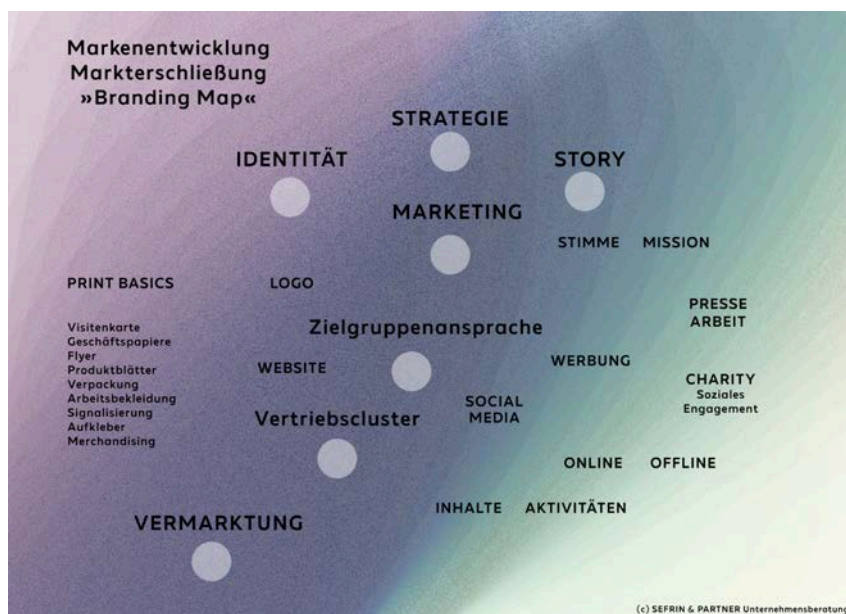 Markenentwicklung
Markterschließung
»Branding Map«
STRATEGIE
IDENTITÄT
STORY
MARKETING
STIMME MISSION
PRINT BASICS
LOGO
PRESSE
ARBEIT
Zielgruppenansprache
Visitenkarte
Geschäftspapiere
Flyer
Produktblätter
Verpackung
Arbeitsbekleidung
Signalisierung
Aufkleber
Merchandising
WEBSITE
WERBUNG
CHARITY
Soziales
Engagement
SOCIAL
MEDIA
Vertriebscluster
ONLINE OFFLINE
INHALTE AKTIVITÄTEN
VERMARKTUNG
(c) SEFRIN & PARTNER Unternehmensberatung